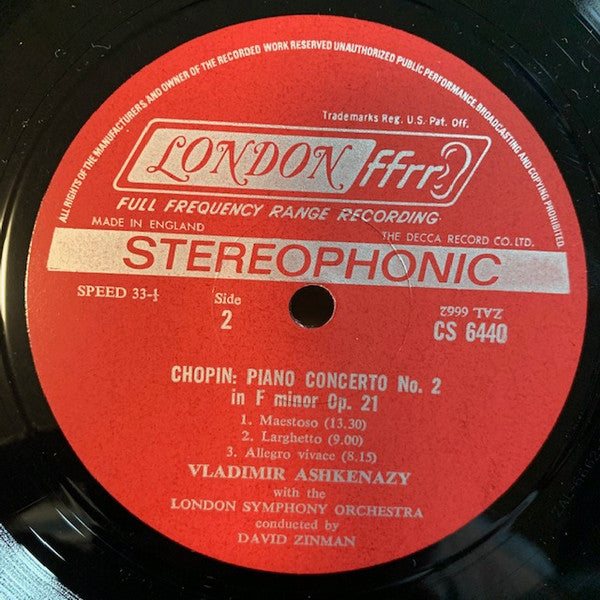 ALL RIGHTS OF THE MANUFACTURERS AND OWNER OF THE RECORDED WORK RESERVED UNAUTHORIZED PUBLIC PERFORMANCE BROADCASTING AND COPYING PROHIBITED
Trademarks Reg. U.S. Pat. Off.
LONDON ffrr
FULL FREQUENCY RANGE RECORDING
MADE IN ENGLAND THE DECCA RECORD CO. LTD.
STEREOPHONIC
SPEED 33-⅓ Side ZAL 6662
2 CS 6440
CHOPIN: PIANO CONCERTO No. 2
in F minor Op. 21
1. Maestoso (13.30)
2. Larghetto (9.00)
3. Allegro vivace (8.15)
VLADIMIR ASHKENAZY
with the
LONDON SYMPHONY ORCHESTRA
conducted by
DAVID ZINMAN